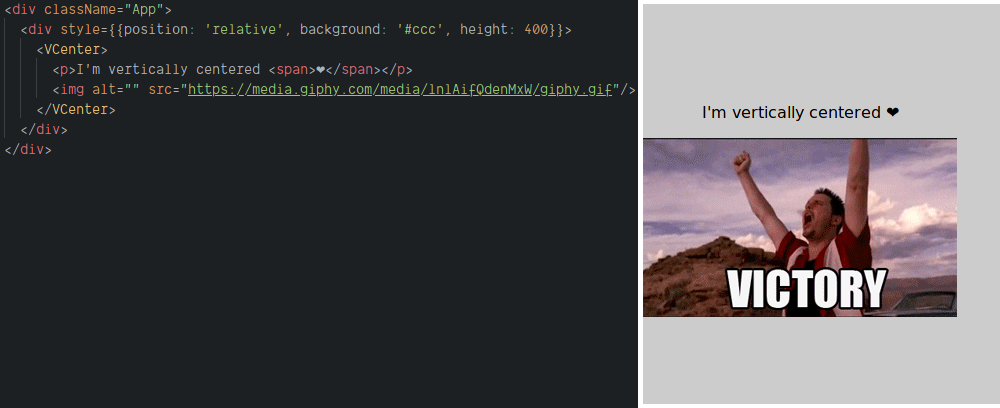 <div className="App">
<div style={{position: 'relative', background: '#ccc', height: 400}}>
<VCenter>
<p>I'm vertically centered <span>❤</span></p>
<img alt="" src="https://media.giphy.com/media/lnlAifQdenMxW/giphy.gif"/>
</VCenter>
</div>
</div>
I'm vertically centered ❤
VICTORY